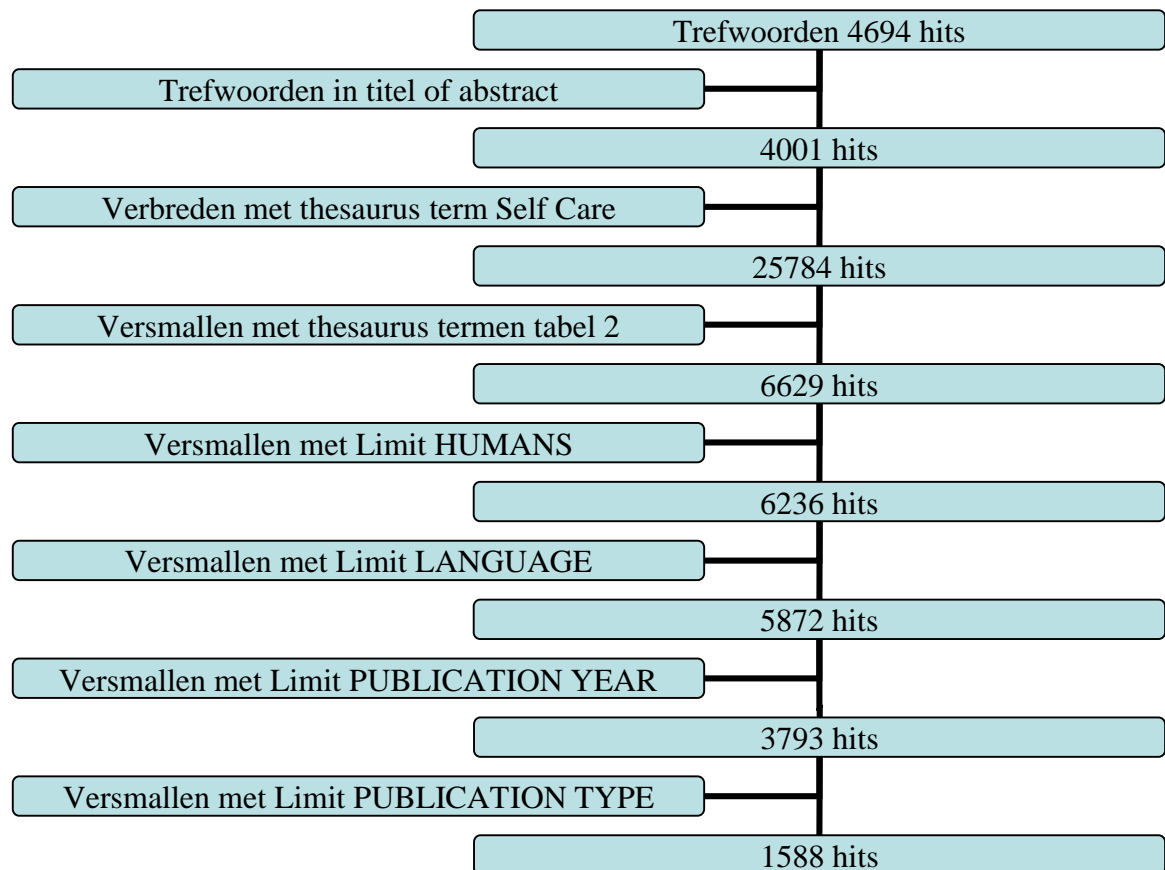 Trefwoorden 4694 hits
Trefwoorden in titel of abstract
4001 hits
Verbreden met thesaurus term Self Care
25784 hits
Versmallen met thesaurus termen tabel 2
6629 hits
Versmallen met Limit HUMANS
6236 hits
Versmallen met Limit LANGUAGE
5872 hits
Versmallen met Limit PUBLICATION YEAR
3793 hits
Versmallen met Limit PUBLICATION TYPE
1588 hits